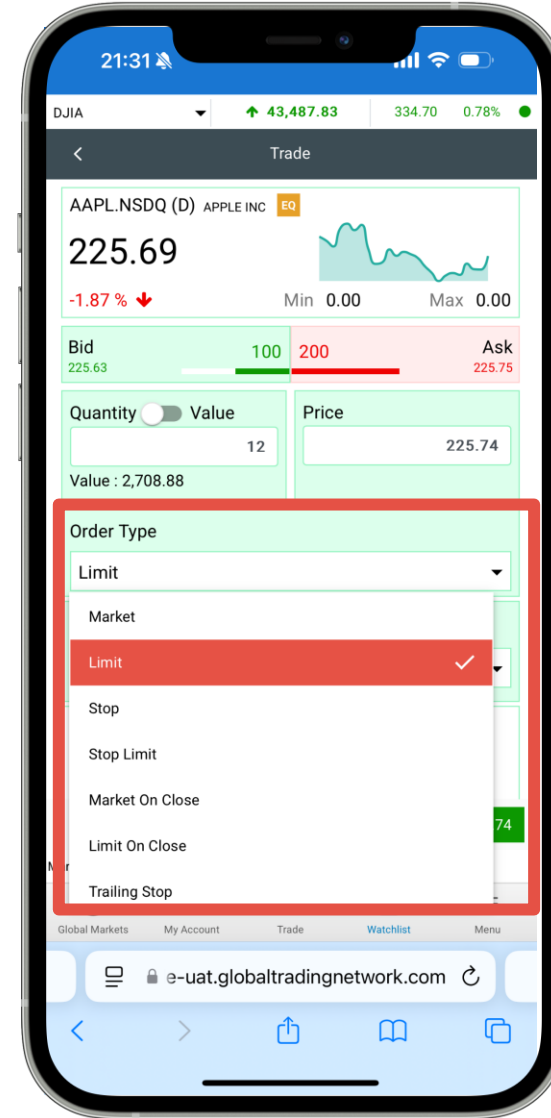 21:31
DJIA 43,487.83 334.70 0.78%
Trade
AAPL.NSDQ (D) APPLE INC EQ
225.69
-1.87 % Min 0.00 Max 0.00
Bid 100 200 Ask
225.63 225.75
Quantity Value Price
12 225.74
Value : 2,708.88
Order Type
Limit
Market
Limit
Stop
Stop Limit
Market On Close
74
Limit On Close
Trailing Stop
Global Markets My Account Trade Watchlist Menu
e-uat.globaltradingnetwork.com